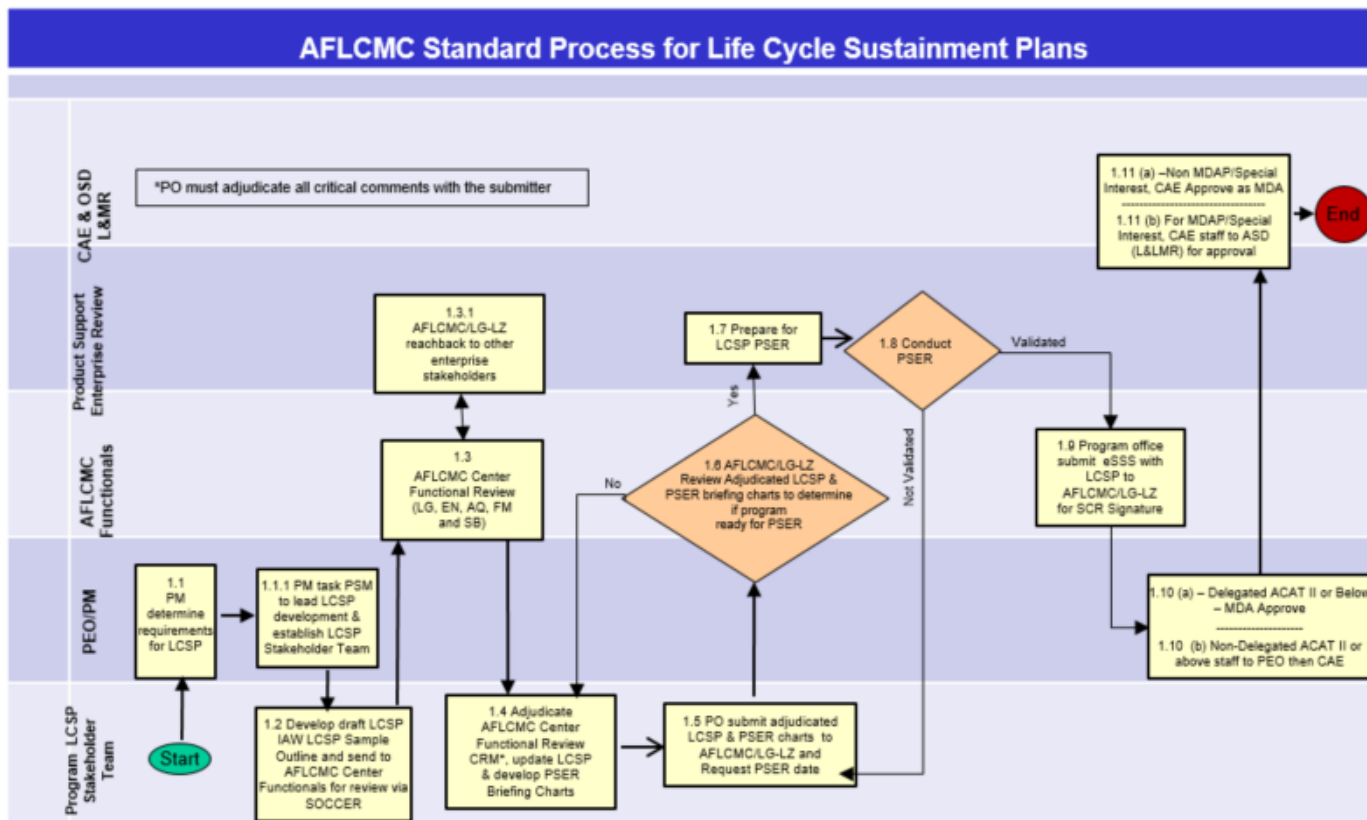 AFLCMC Standard Process for Life Cycle Sustainment Plans
CAE & OSD
L&MR
*PO must adjudicate all critical comments with the submitter
1.11 (a) –Non MDAP/Special
Interest, CAE Approve as MDA
------------------------------------
1.11 (b) For MDAP/Special
Interest, CAE staff to ASD
(L&LMR) for approval
End
Product Support
Enterprise Review
1.3.1
AFLCMC/LG-LZ
reachback to other
enterprise
stakeholders
1.7 Prepare for
LCSP PSER
1.8 Conduct
PSER
Validated
Yes
Not Validated
AFLCMC
Functionals
1.3
AFLCMC Center
Functional Review
(LG, EN, AQ, FM
and SB)
No
1.6 AFLCMC/LG-LZ
Review Adjudicated LCSP &
PSER briefing charts to determine
if program
ready for PSER
1.9 Program office
submit eSSS with
LCSP to
AFLCMC/LG-LZ
for SCR Signature
PEO/PM
1.1
PM
determine
requirements
for LCSP
1.1.1 PM task PSM
to lead LCSP
development &
establish LCSP
Stakeholder Team
1.10 (a) – Delegated ACAT II or Below
– MDA Approve
---------------------
1.10 (b) Non-Delegated ACAT II or
above staff to PEO then CAE
Program LCSP
Stakeholder
Team
Start
1.2 Develop draft LCSP
IAW LCSP Sample
Outline and send to
AFLCMC Center
Functionals for review via
SOCCER
1.4 Adjudicate
AFLCMC Center
Functional Review
CRM*, update LCSP
& develop PSER
Briefing Charts
1.5 PO submit adjudicated
LCSP & PSER charts to
AFLCMC/LG-LZ and
Request PSER date